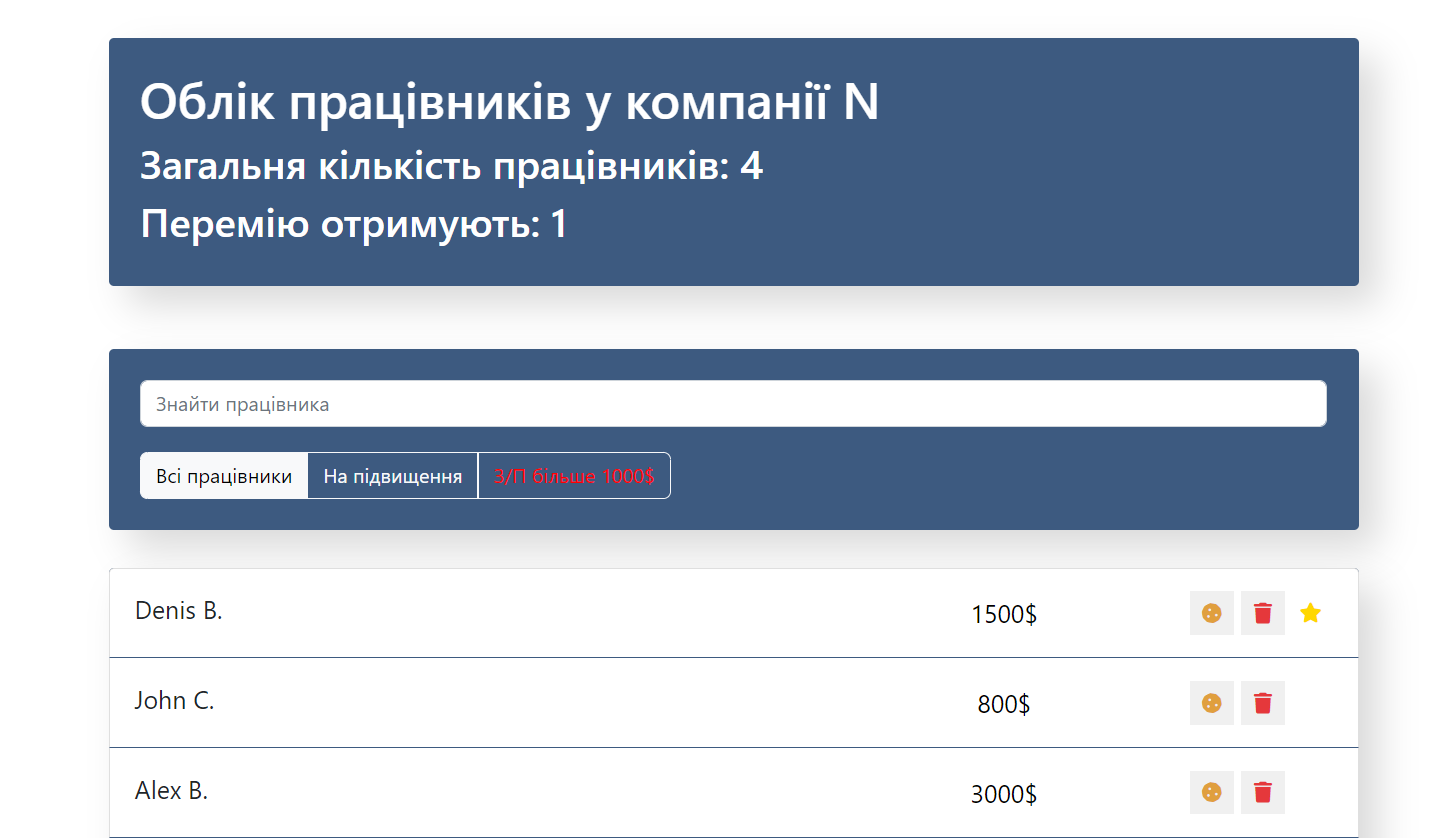 Облік працівників у компанії N
Загальня кількість працівників: 4
Перемію отримують: 1
Знайти працівника
Всі працівники На підвищення З/П більше 1000$
Denis B. 1500$
John C. 800$
Alex B. 3000$